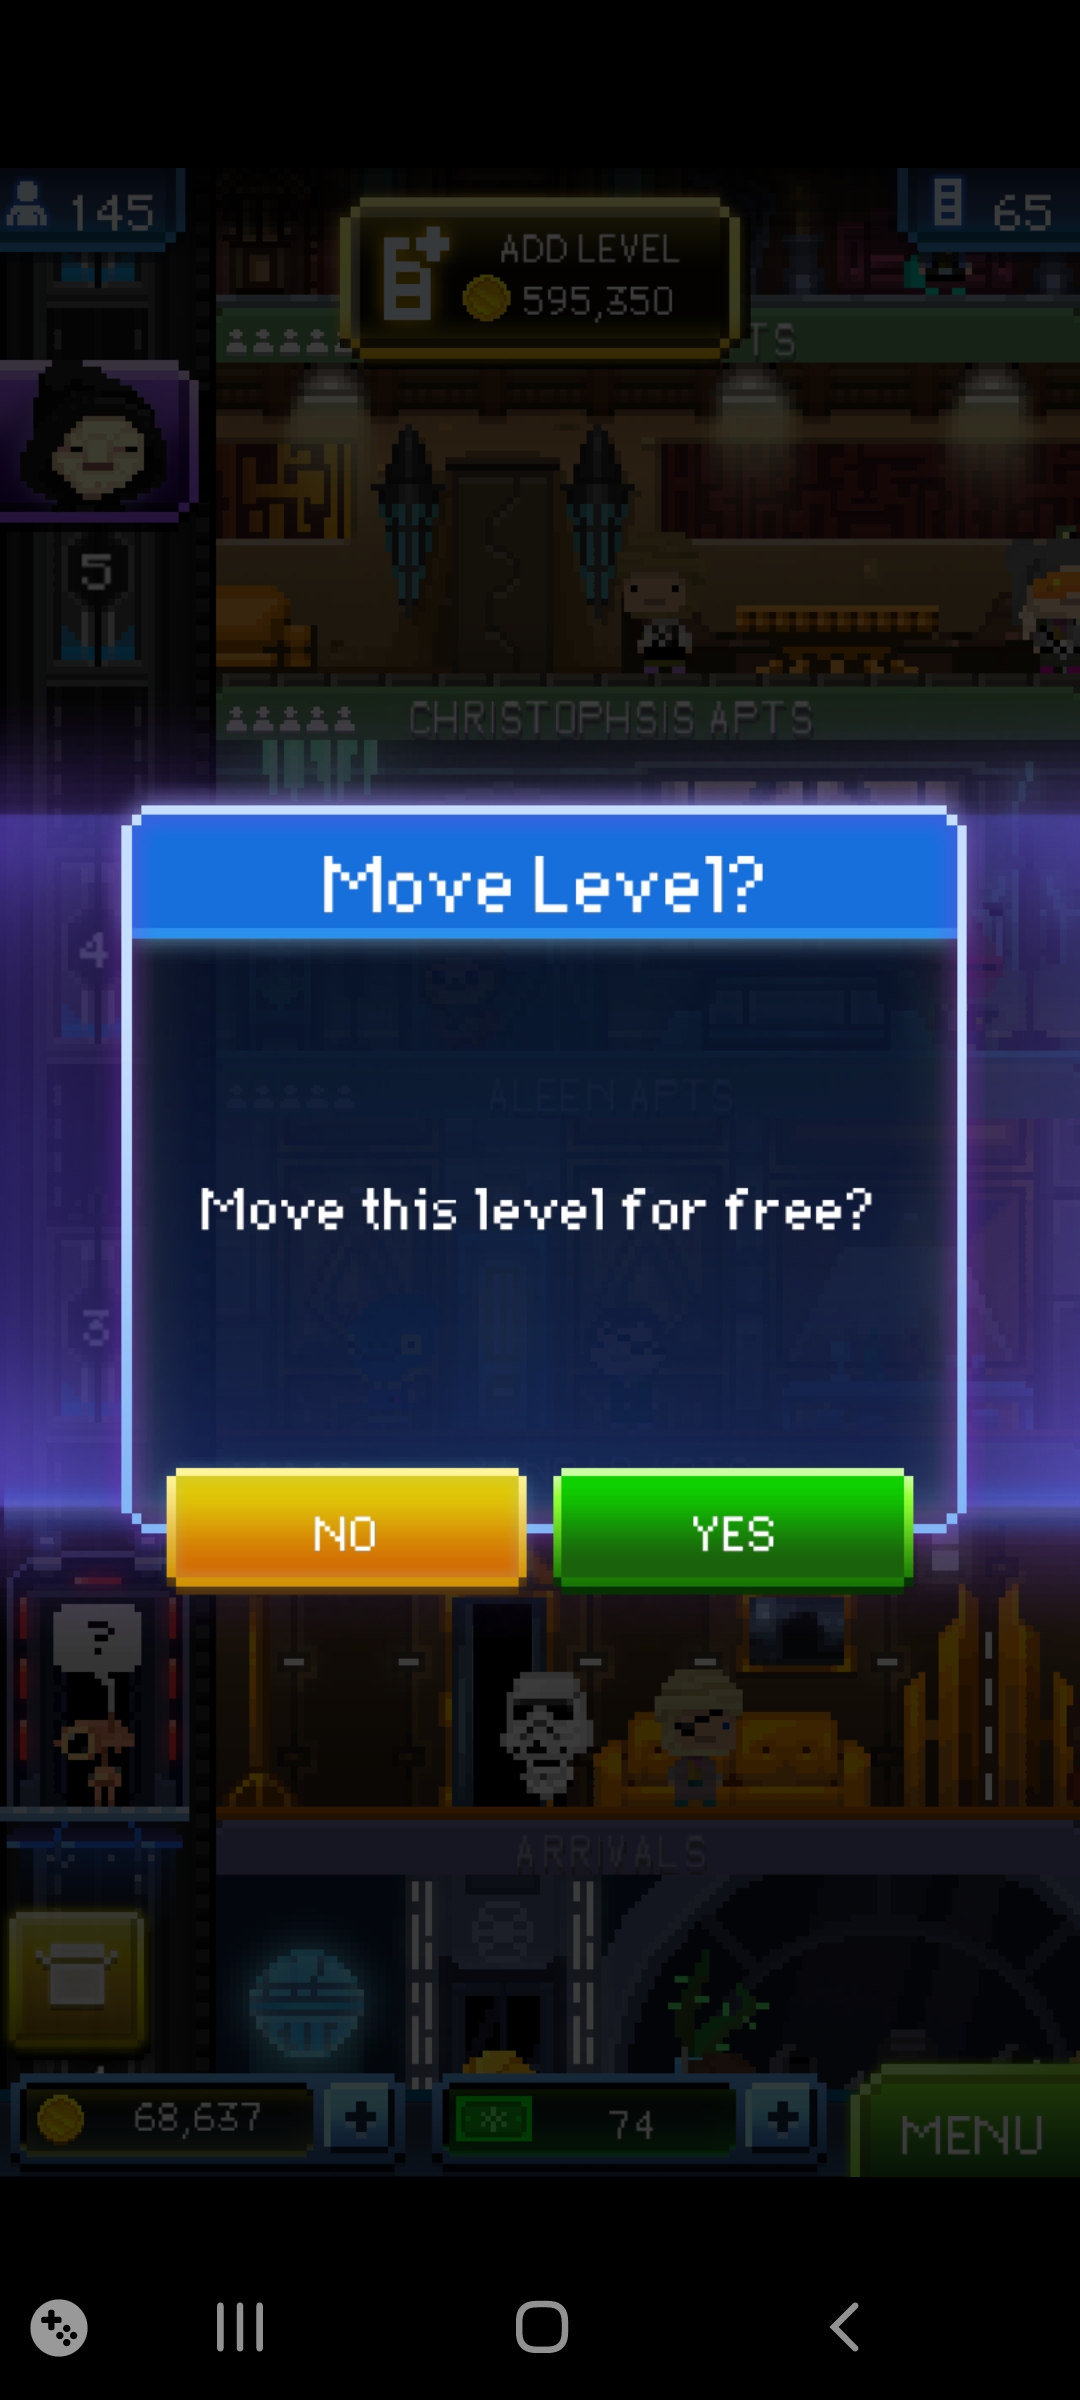 145
ADD LEVEL
595,350
65
TS
5
CHRISTOPHSIS APTS
Move Level?
4
ALEEN APTS
Move this level for free?
3
NO
YES
?
ARRIVALS
68,637
74
MENU